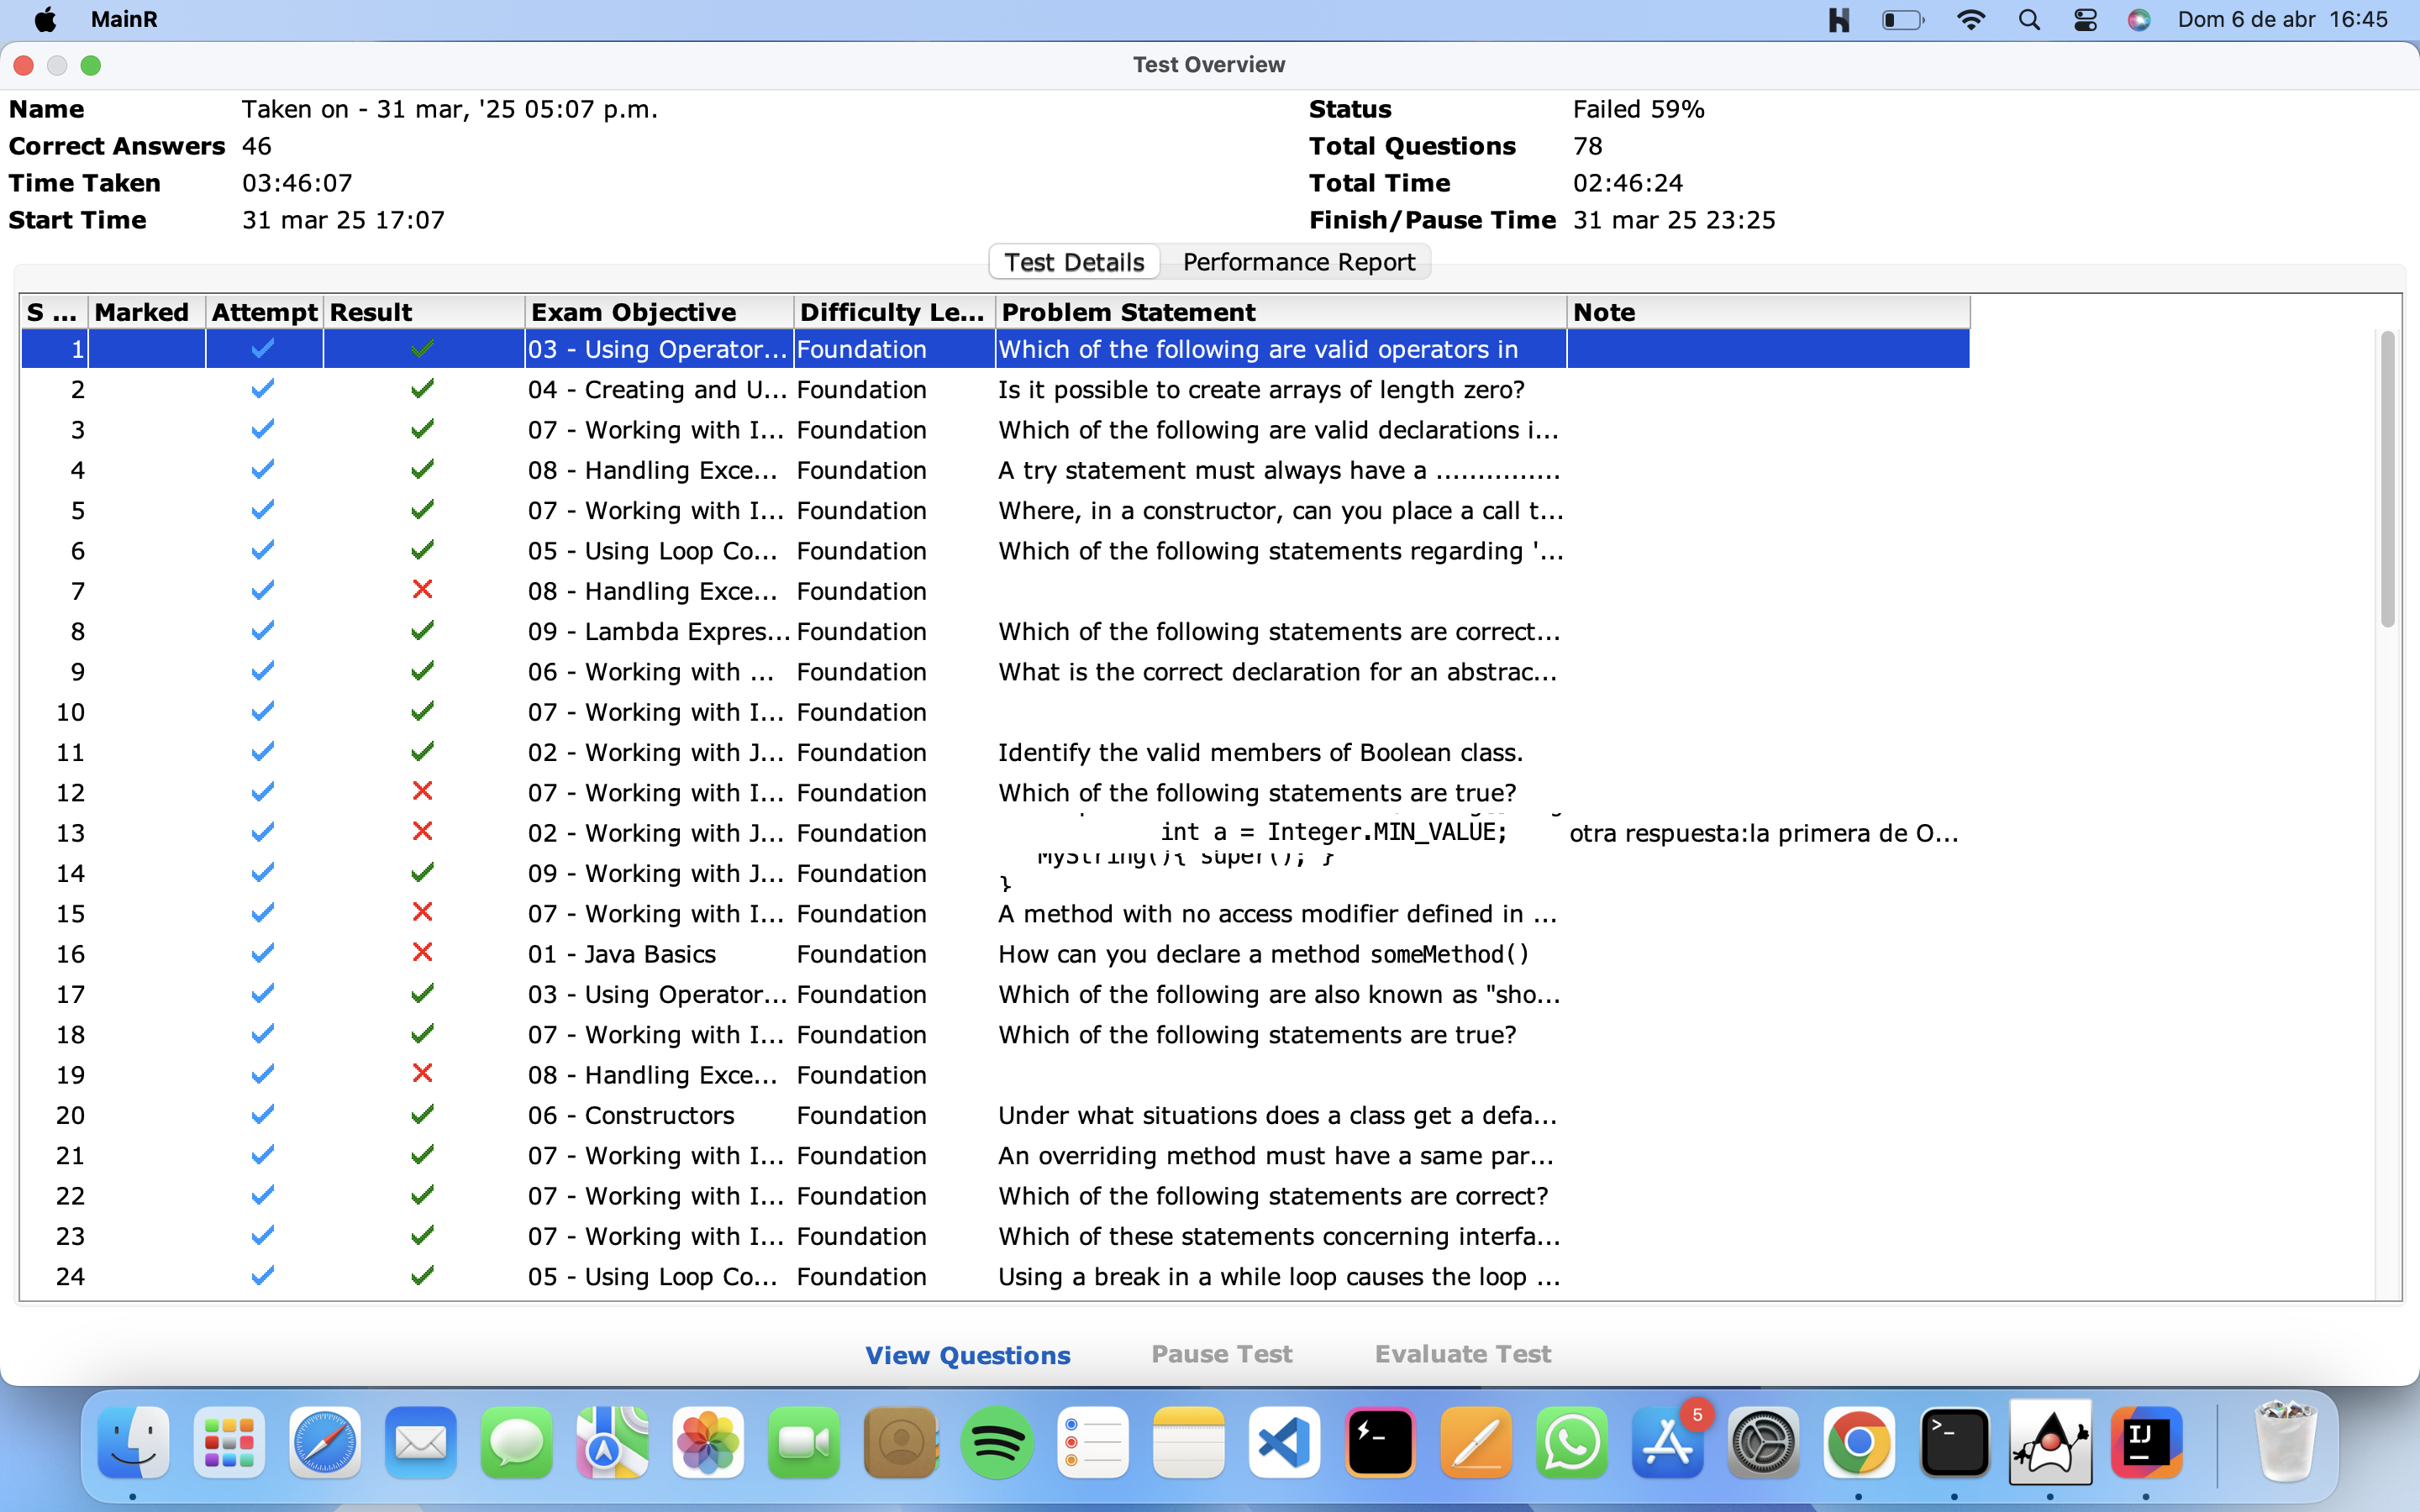 MainR
Dom 6 de abr 16:45
Test Overview
Name Taken on - 31 mar, '25 05:07 p.m. Status Failed 59%
Correct Answers 46 Total Questions 78
Time Taken 03:46:07 Total Time 02:46:24
Start Time 31 mar 25 17:07 Finish/Pause Time 31 mar 25 23:25
Test Details Performance Report
S ... Marked Attempt Result Exam Objective Difficulty Le... Problem Statement Note
1 03 - Using Operator... Foundation Which of the following are valid operators in
2 04 - Creating and U... Foundation Is it possible to create arrays of length zero?
3 07 - Working with I... Foundation Which of the following are valid declarations i...
4 08 - Handling Exce... Foundation A try statement must always have a ...............
5 07 - Working with I... Foundation Where, in a constructor, can you place a call t...
6 05 - Using Loop Co... Foundation Which of the following statements regarding '...
7 08 - Handling Exce... Foundation
8 09 - Lambda Expres... Foundation Which of the following statements are correct...
9 06 - Working with ... Foundation What is the correct declaration for an abstrac...
10 07 - Working with I... Foundation
11 02 - Working with J... Foundation Identify the valid members of Boolean class.
12 07 - Working with I... Foundation Which of the following statements are true?
13 02 - Working with J... Foundation int a = Integer.MIN_VALUE; otra respuesta:la primera de O...
14 09 - Working with J... Foundation MyString(){ super(); }
}
15 07 - Working with I... Foundation A method with no access modifier defined in ...
16 01 - Java Basics Foundation How can you declare a method someMethod()
17 03 - Using Operator... Foundation Which of the following are also known as "sho...
18 07 - Working with I... Foundation Which of the following statements are true?
19 08 - Handling Exce... Foundation
20 06 - Constructors Foundation Under what situations does a class get a defa...
21 07 - Working with I... Foundation An overriding method must have a same par...
22 07 - Working with I... Foundation Which of the following statements are correct?
23 07 - Working with I... Foundation Which of these statements concerning interfa...
24 05 - Using Loop Co... Foundation Using a break in a while loop causes the loop ...
View Questions Pause Test Evaluate Test
5
IJ